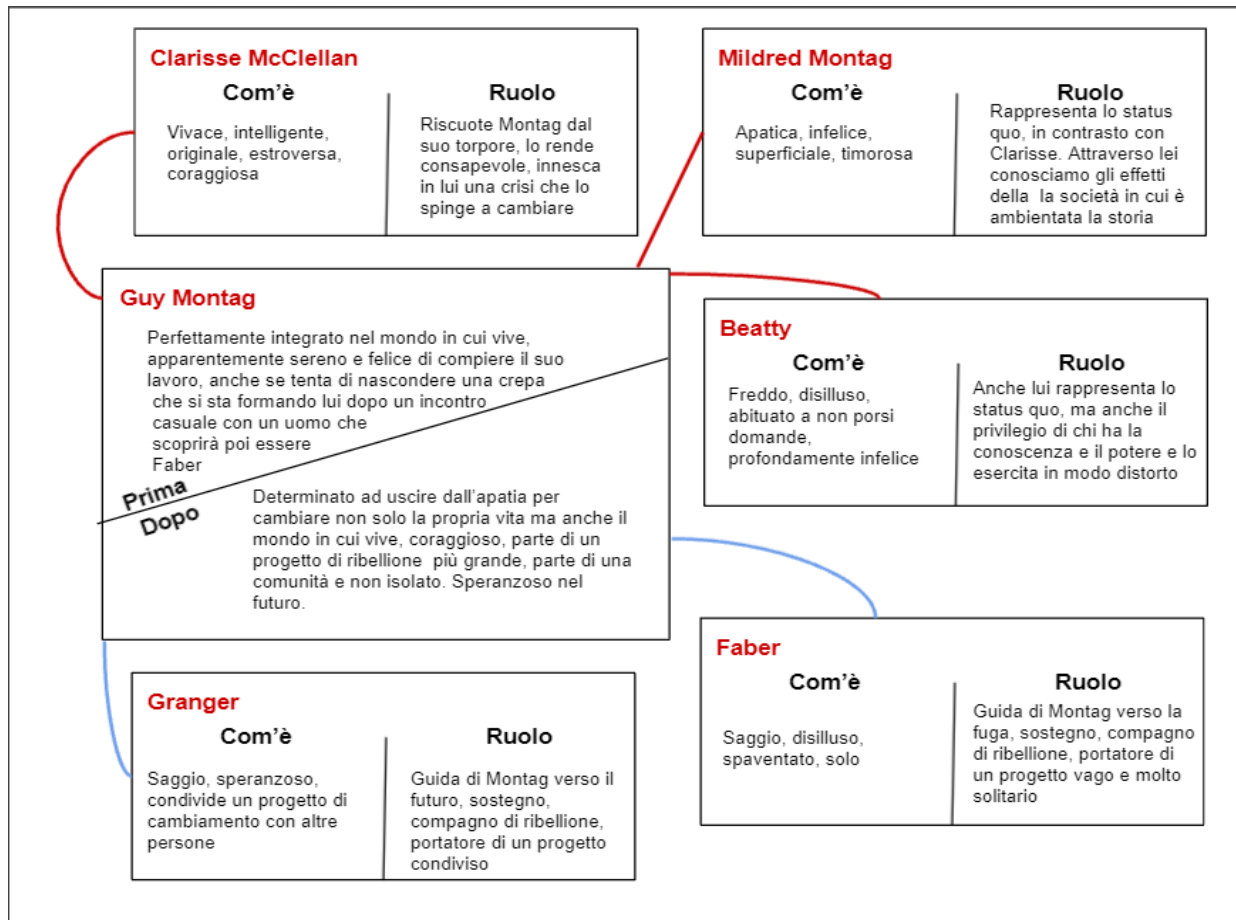 Clarisse McClellan
Com'è
Vivace, intelligente,
originale, estroversa,
coraggiosa
Ruolo
Riscuote Montag dal
suo torpore, lo rende
consapevole, innesca
in lui una crisi che lo
spinge a cambiare
Mildred Montag
Com'è
Apatica, infelice,
superficiale, timorosa
Ruolo
Rappresenta lo status
quo, in contrasto con
Clarisse. Attraverso lei
conosciamo gli effetti
della  la società in cui è
ambientata la storia
Guy Montag
Perfettamente integrato nel mondo in cui vive,
apparentemente sereno e felice di compiere il suo
lavoro, anche se tenta di nascondere una crepa
che si sta formando lui dopo un incontro
casuale con un uomo che
scoprirà poi essere
Faber
Prima
Dopo
Determinato ad uscire dall'apatia per
cambiare non solo la propria vita ma anche il
mondo in cui vive, coraggioso, parte di un
progetto di ribellione  più grande, parte di una
comunità e non isolato. Speranzoso nel
futuro.
Beatty
Com'è
Freddo, disilluso,
abituato a non porsi
domande,
profondamente infelice
Ruolo
Anche lui rappresenta lo
status quo, ma anche il
privilegio di chi ha la
conoscenza e il potere e lo
esercita in modo distorto
Granger
Com'è
Saggio, speranzoso,
condivide un progetto di
cambiamento con altre
persone
Ruolo
Guida di Montag verso il
futuro, sostegno,
compagno di ribellione,
portatore di un progetto
condiviso
Faber
Com'è
Saggio, disilluso,
spaventato, solo
Ruolo
Guida di Montag verso la
fuga, sostegno, compagno
di ribellione, portatore di
un progetto vago e molto
solitario